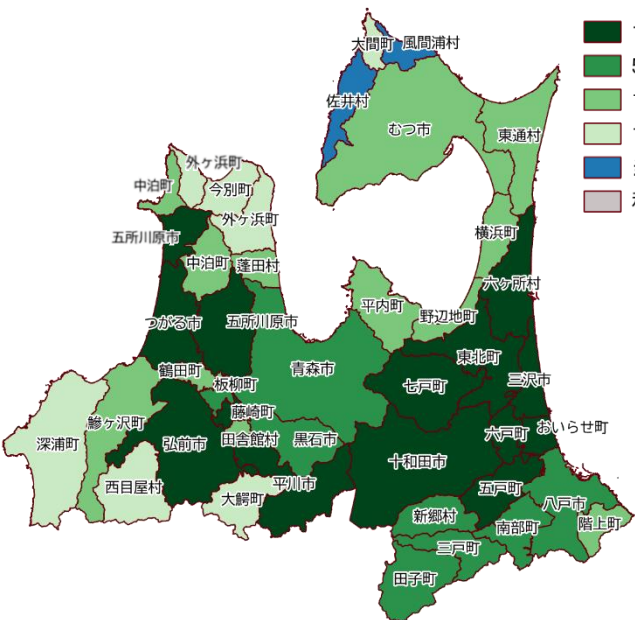 大間町
風間浦村
佐井村
むつ市
東通村
外ヶ浜町
中泊町
今別町
外ヶ浜町
五所川原市
横浜町
中泊町
蓬田村
六ヶ所村
平内町
野辺地町
つがる市
五所川原市
東北町
青森市
鶴田町
板柳町
七戸町
三沢市
藤崎町
鰺ヶ沢町
おいらせ町
深浦町
弘前市
田舎館村
黒石市
六戸町
十和田市
西目屋村
平川市
五戸町
大鰐町
八戸市
新郷村
南部町
階上町
三戸町
田子町